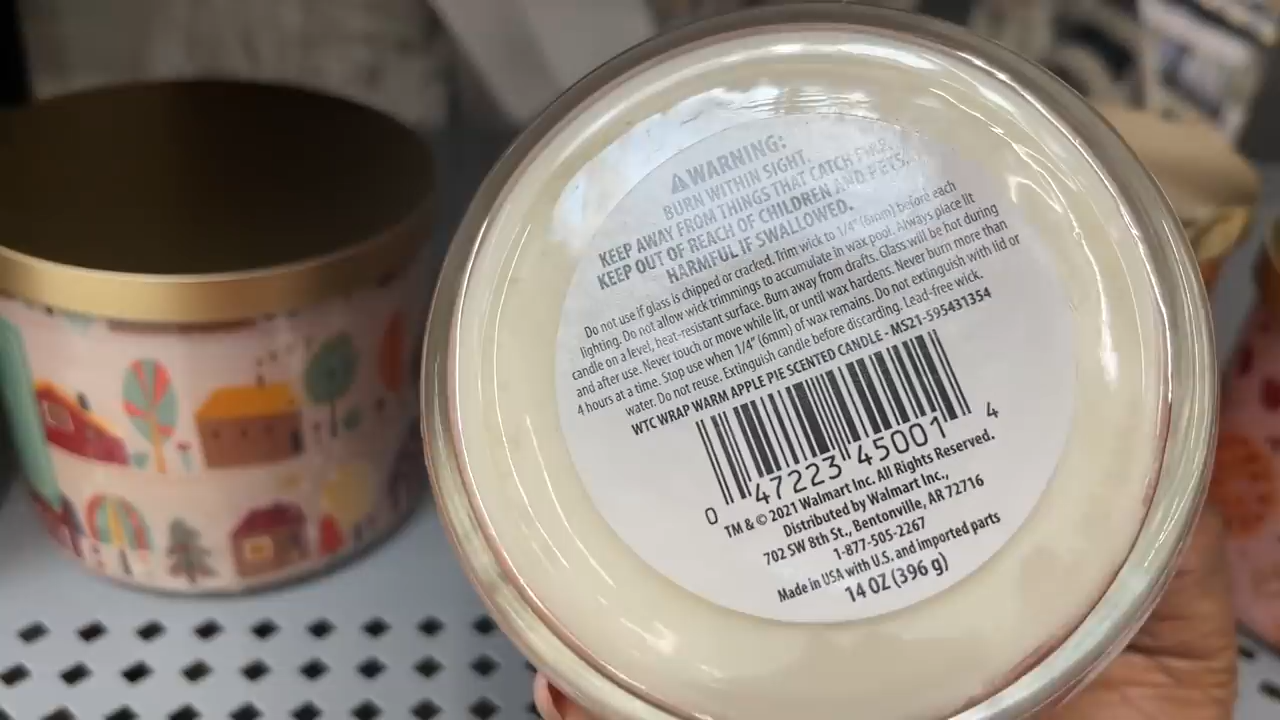 ⚠WARNING:
BURN WITHIN SIGHT.
KEEP AWAY FROM THINGS THAT CATCH FIRE.
KEEP OUT OF REACH OF CHILDREN AND PETS.
HARMFUL IF SWALLOWED.
Do not use if glass is chipped or cracked. Trim wick to 1/4" (6mm) before each
lighting. Do not allow wick trimmings to accumulate in wax pool. Always place lit
candle on a level, heat-resistant surface. Burn away from drafts. Glass will be hot during
and after use. Never touch or move while lit, or until wax hardens. Never burn more than
4 hours at a time. Stop use when 1/4" (6mm) of wax remains. Do not extinguish with lid or
water. Do not reuse. Extinguish candle before discarding. Lead-free wick.
WTC WRAP WARM APPLE PIE SCENTED CANDLE - MS21-595431354
0 47223 45001 4
TM & © 2021 Walmart Inc. All Rights Reserved.
Distributed by Walmart Inc.,
702 SW 8th St., Bentonville, AR 72716
1-877-505-2267
Made in USA with U.S. and imported parts
14 OZ (396 g)